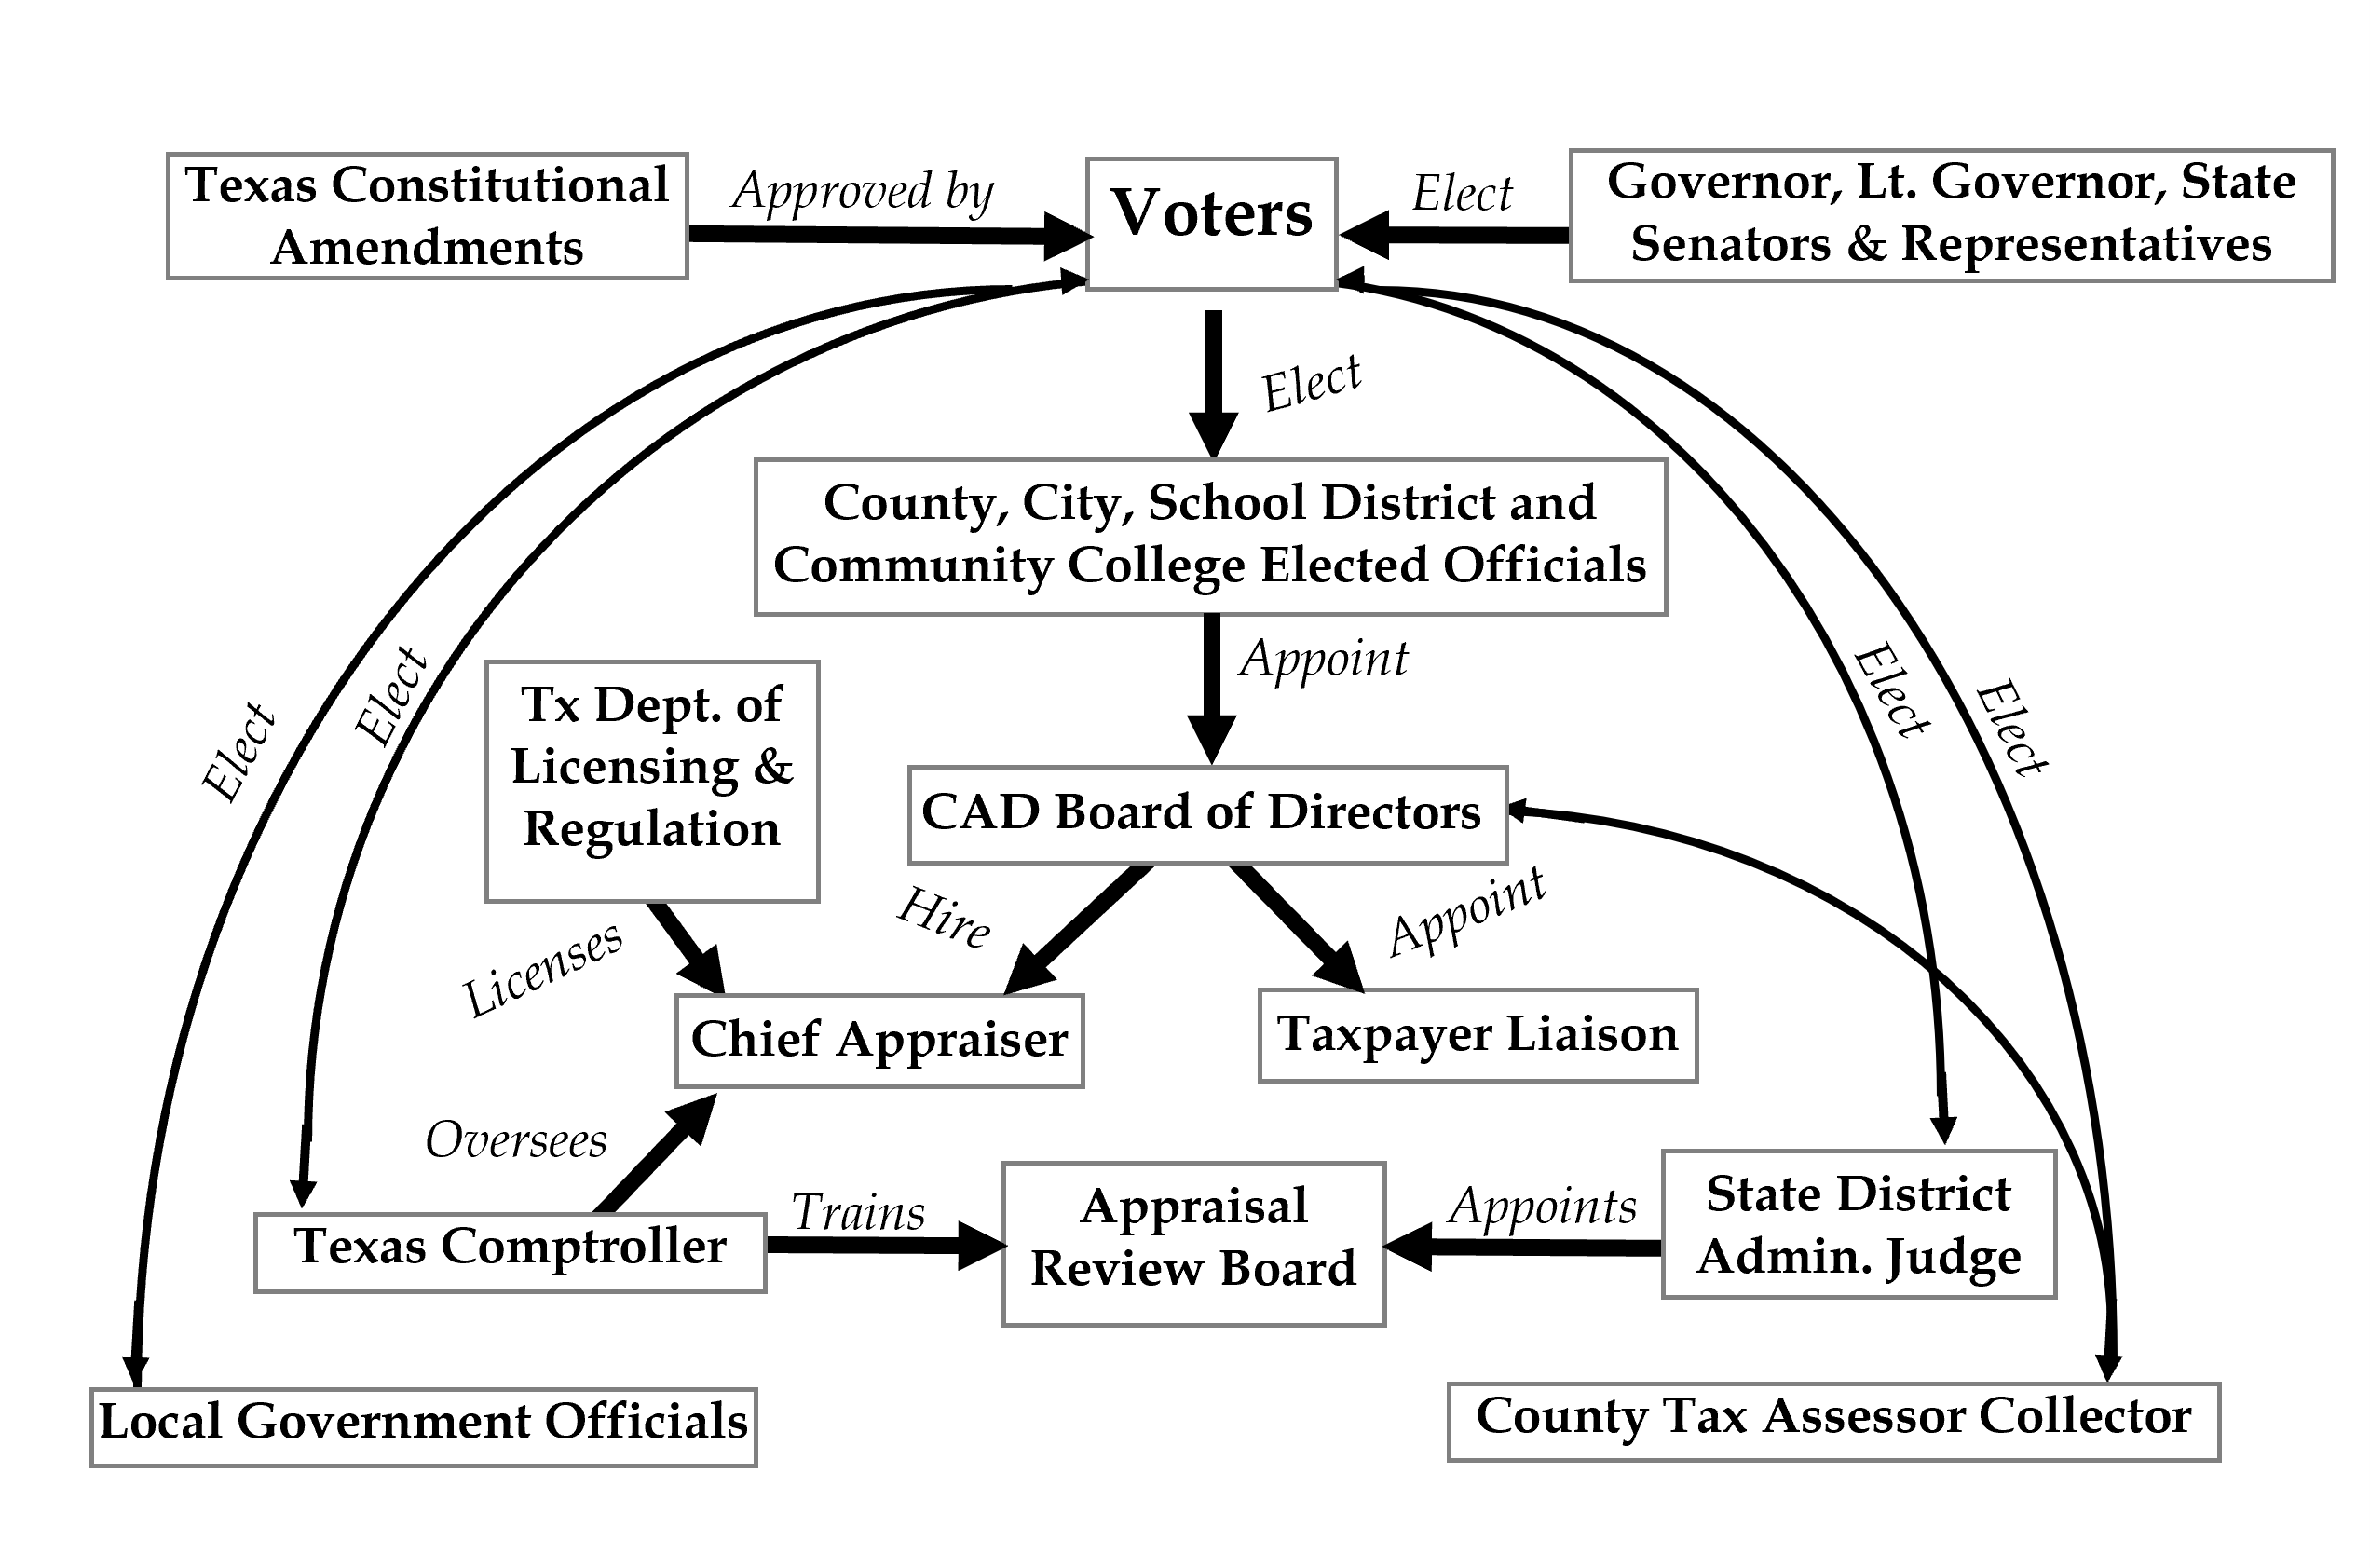 Texas Constitutional
Amendments
Approved by
Voters
Elect
Governor, Lt. Governor, State
Senators & Representatives
Elect
County, City, School District and
Community College Elected Officials
Appoint
Elect
Elect
Elect
Elect
Tx Dept. of
Licensing &
Regulation
CAD Board of Directors
Licenses
Hire
Appoint
Chief Appraiser
Taxpayer Liaison
Oversees
Texas Comptroller
Trains
Appraisal
Review Board
Appoints
State District
Admin. Judge
Local Government Officials
County Tax Assessor Collector